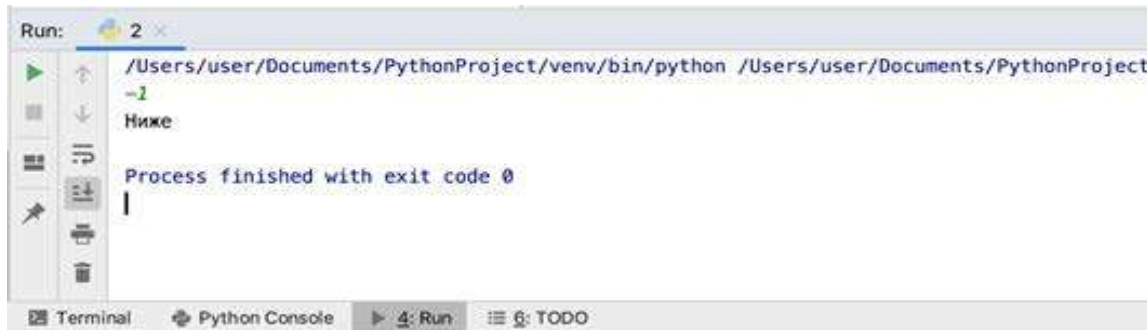 Run: 2
/Users/user/Documents/PythonProject/venv/bin/python /Users/user/Documents/PythonProject
-1
Ниже
Process finished with exit code 0
Terminal Python Console 4: Run 6: TODO